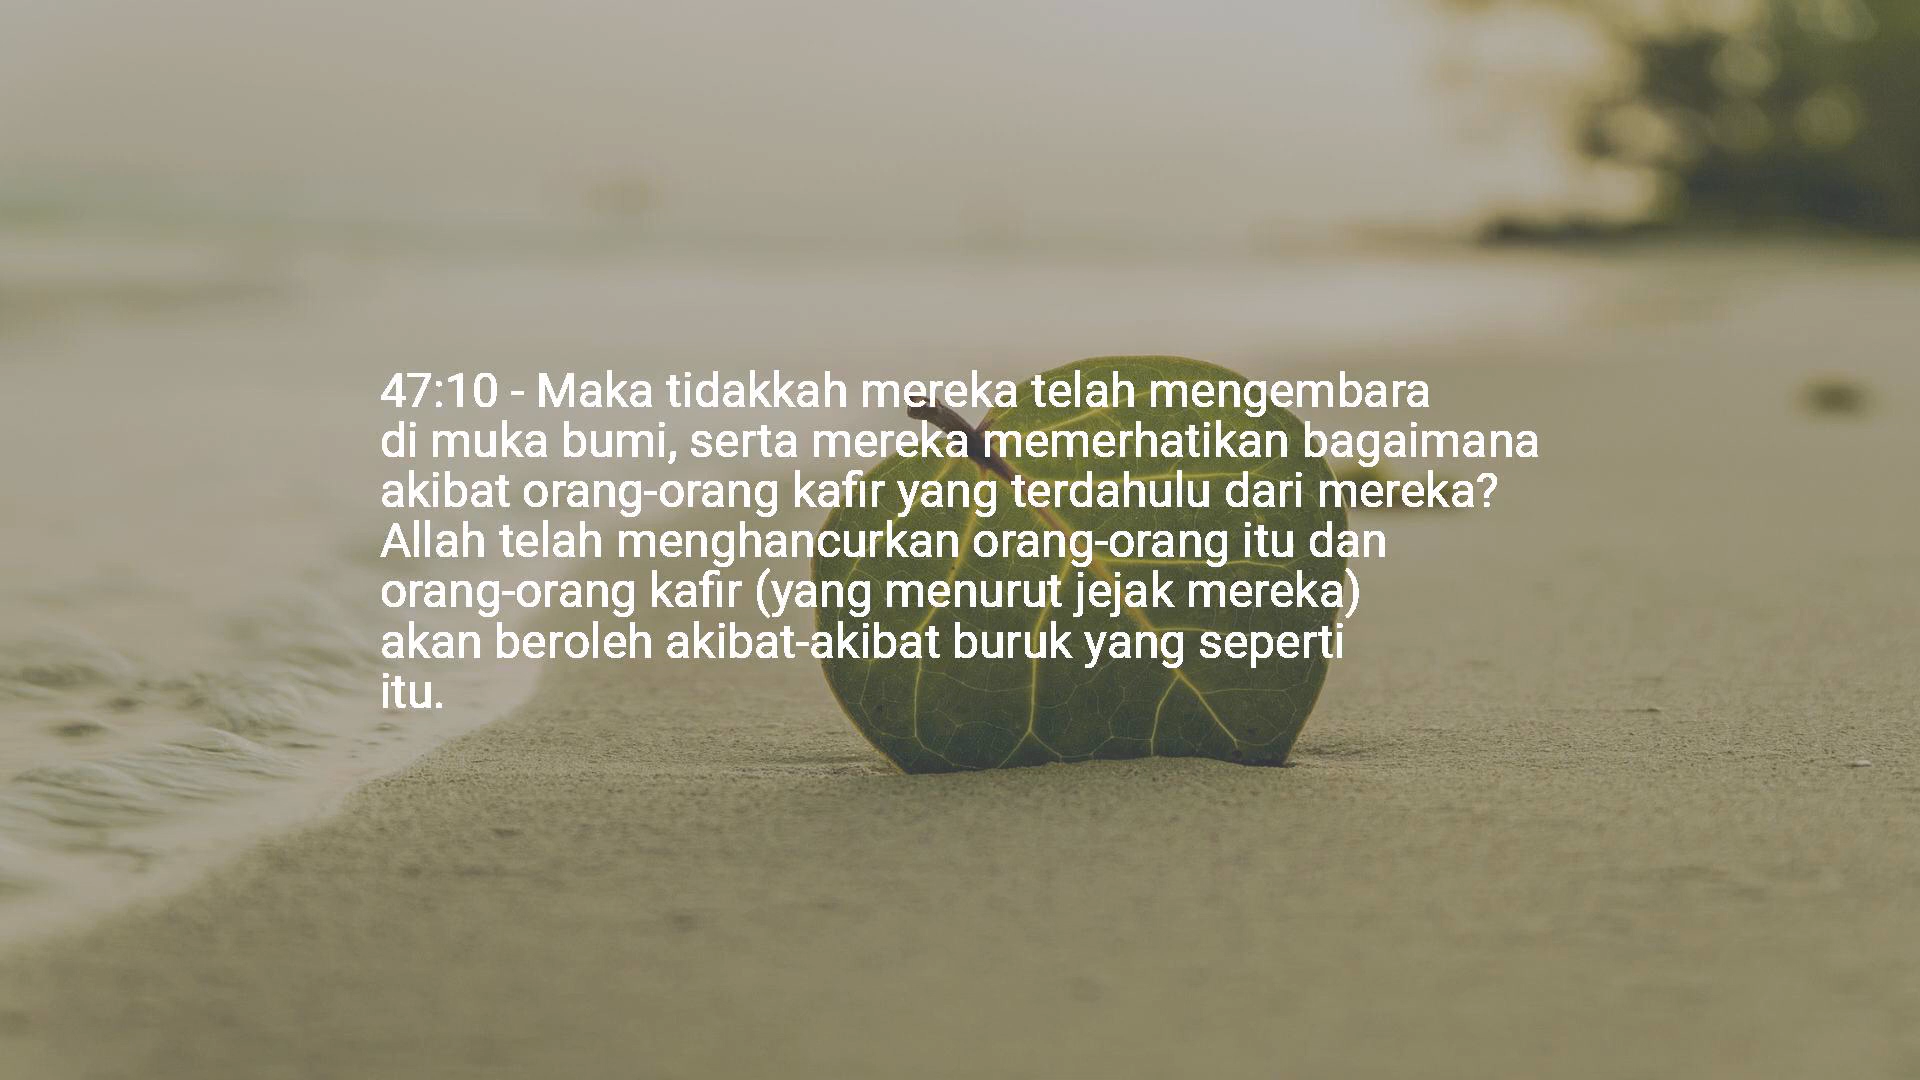 47:10 - Maka tidakkah mereka telah mengembara
di muka bumi, serta mereka memerhatikan bagaimana
akibat orang-orang kafir yang terdahulu dari mereka?
Allah telah menghancurkan orang-orang itu dan
orang-orang kafir (yang menurut jejak mereka)
akan beroleh akibat-akibat buruk yang seperti
itu.